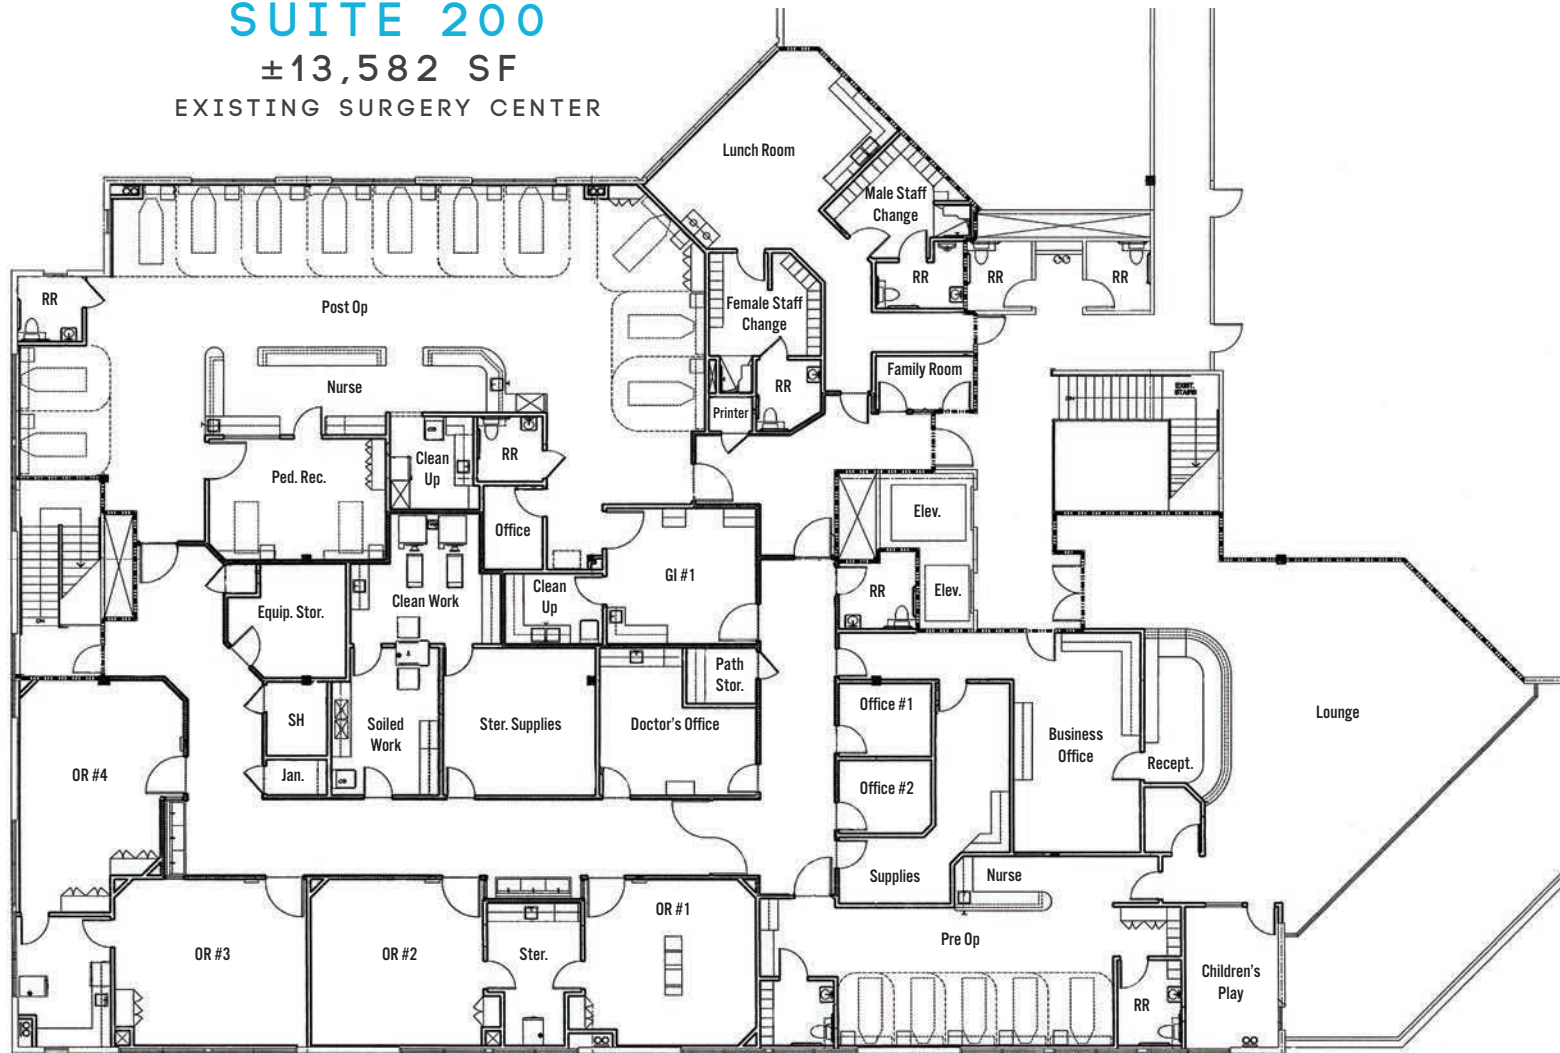 SUITE 200
±13,582 SF
EXISTING SURGERY CENTER
Lunch Room
Male Staff
Change
RR
RR
RR
RR
Post Op
Female Staff
Change
Nurse
RR
Family Room
EXIST.
STAIRS
Printer
Clean
Up
RR
Ped. Rec.
Office
Elev.
GI #1
Clean
Up
RR
Elev.
Clean Work
Equip. Stor.
Path
Stor.
SH
Soiled
Work
Ster. Supplies
Doctor's Office
Office #1
Business
Office
Lounge
Recept.
OR #4
Jan.
Office #2
Supplies
Nurse
OR #1
OR #3
OR #2
Ster.
Pre Op
Children's
Play
RR